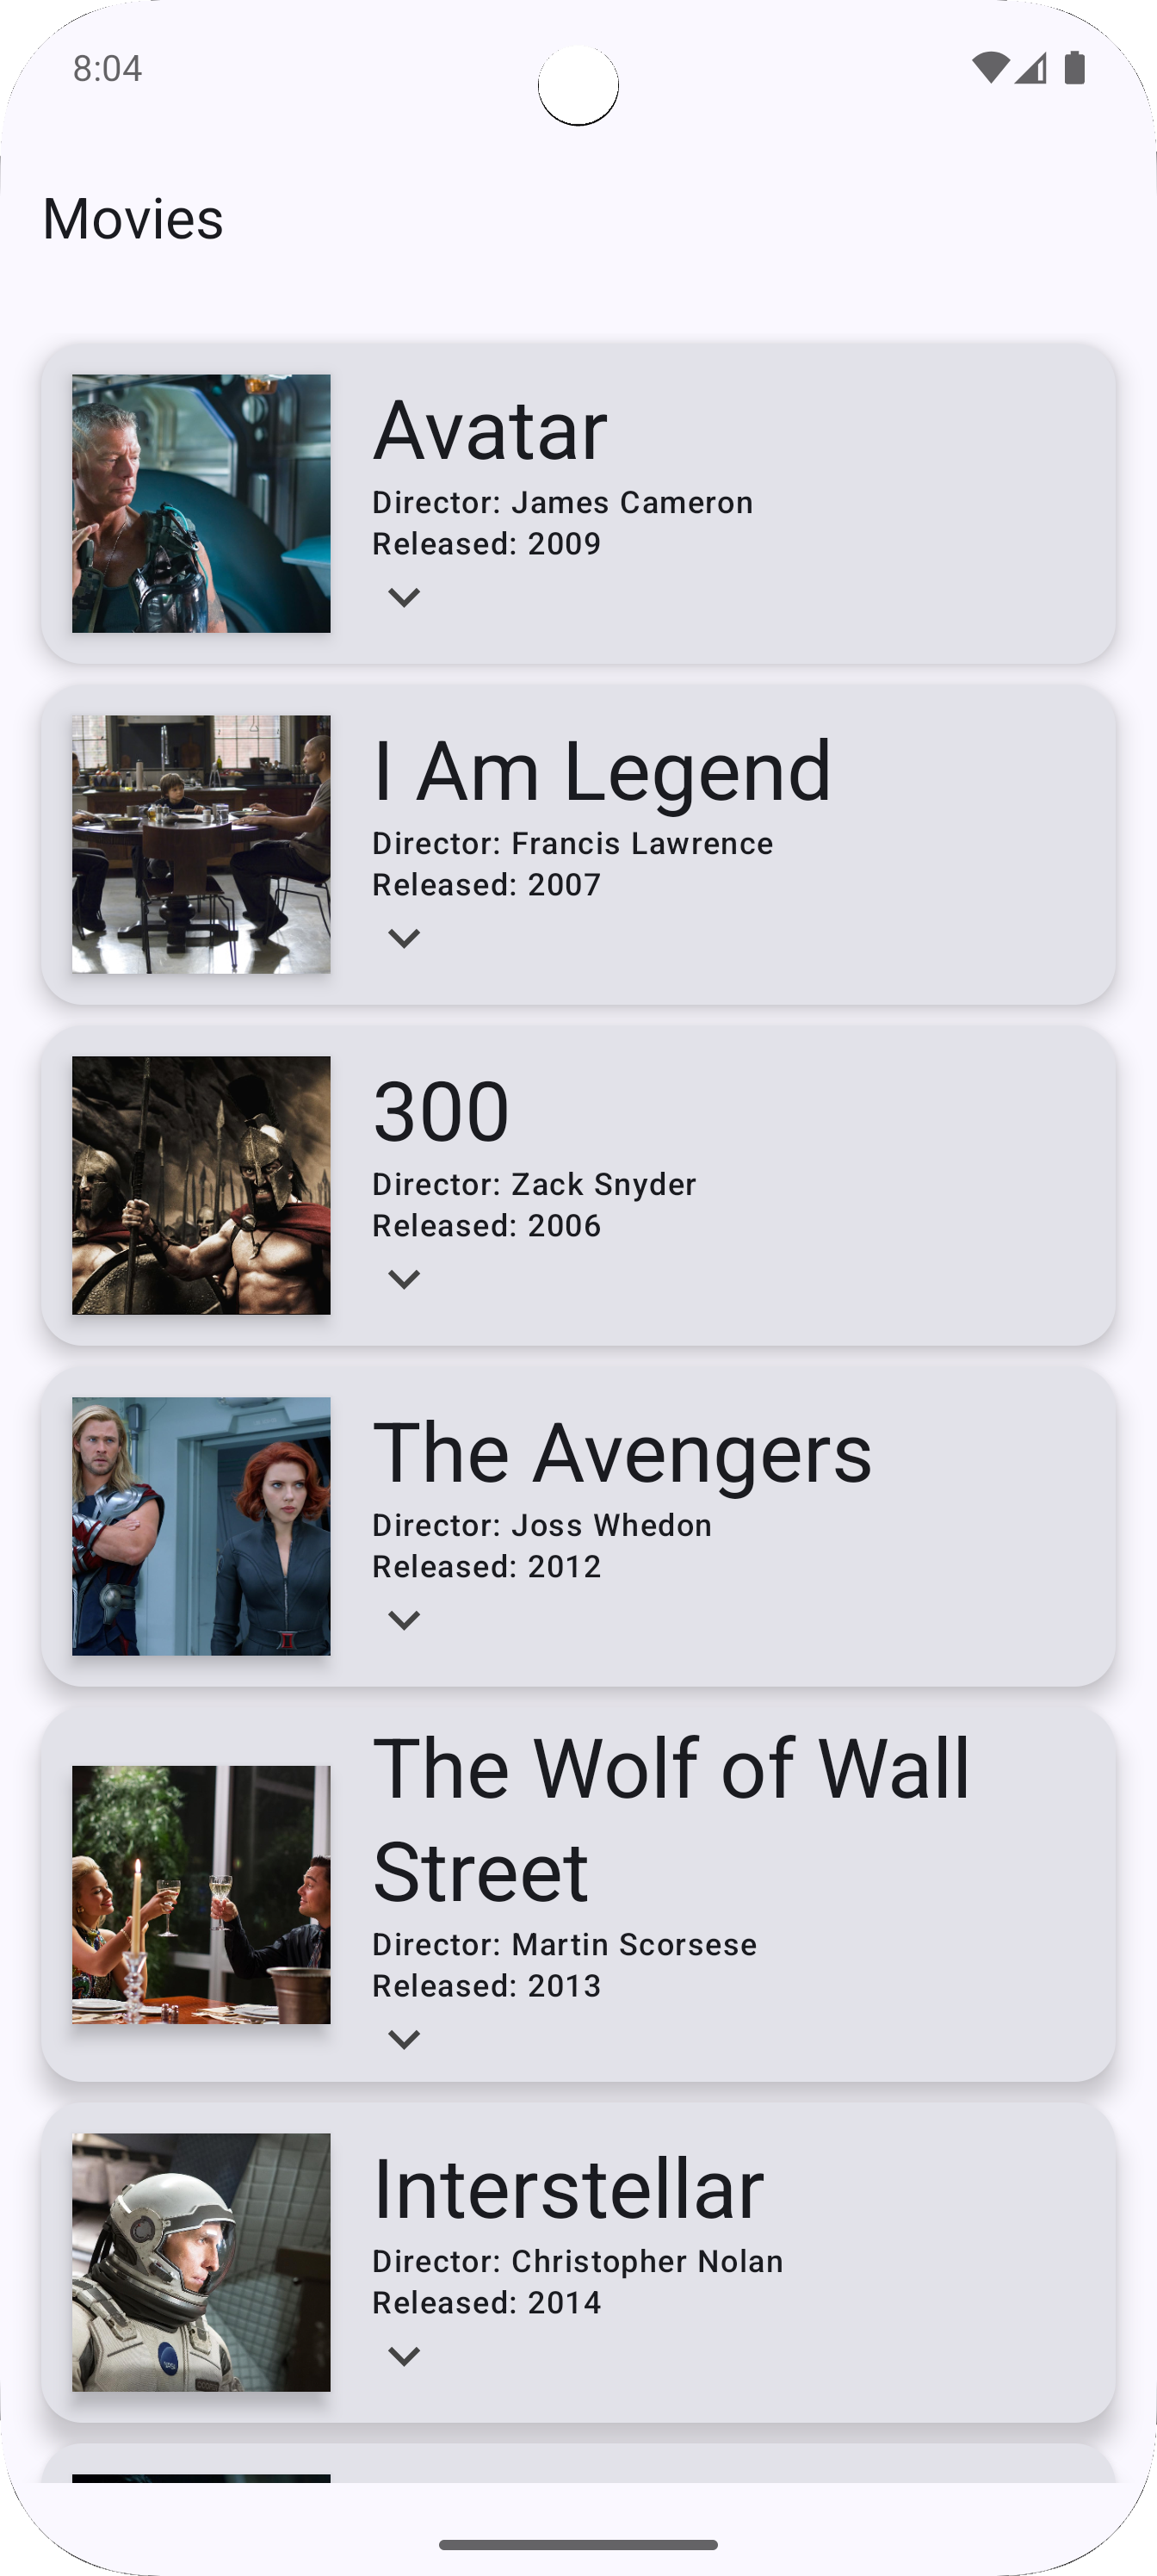 8:04
Movies
Avatar
Director: James Cameron
Released: 2009
I Am Legend
Director: Francis Lawrence
Released: 2007
300
Director: Zack Snyder
Released: 2006
The Avengers
Director: Joss Whedon
Released: 2012
The Wolf of Wall
Street
Director: Martin Scorsese
Released: 2013
Interstellar
Director: Christopher Nolan
Released: 2014